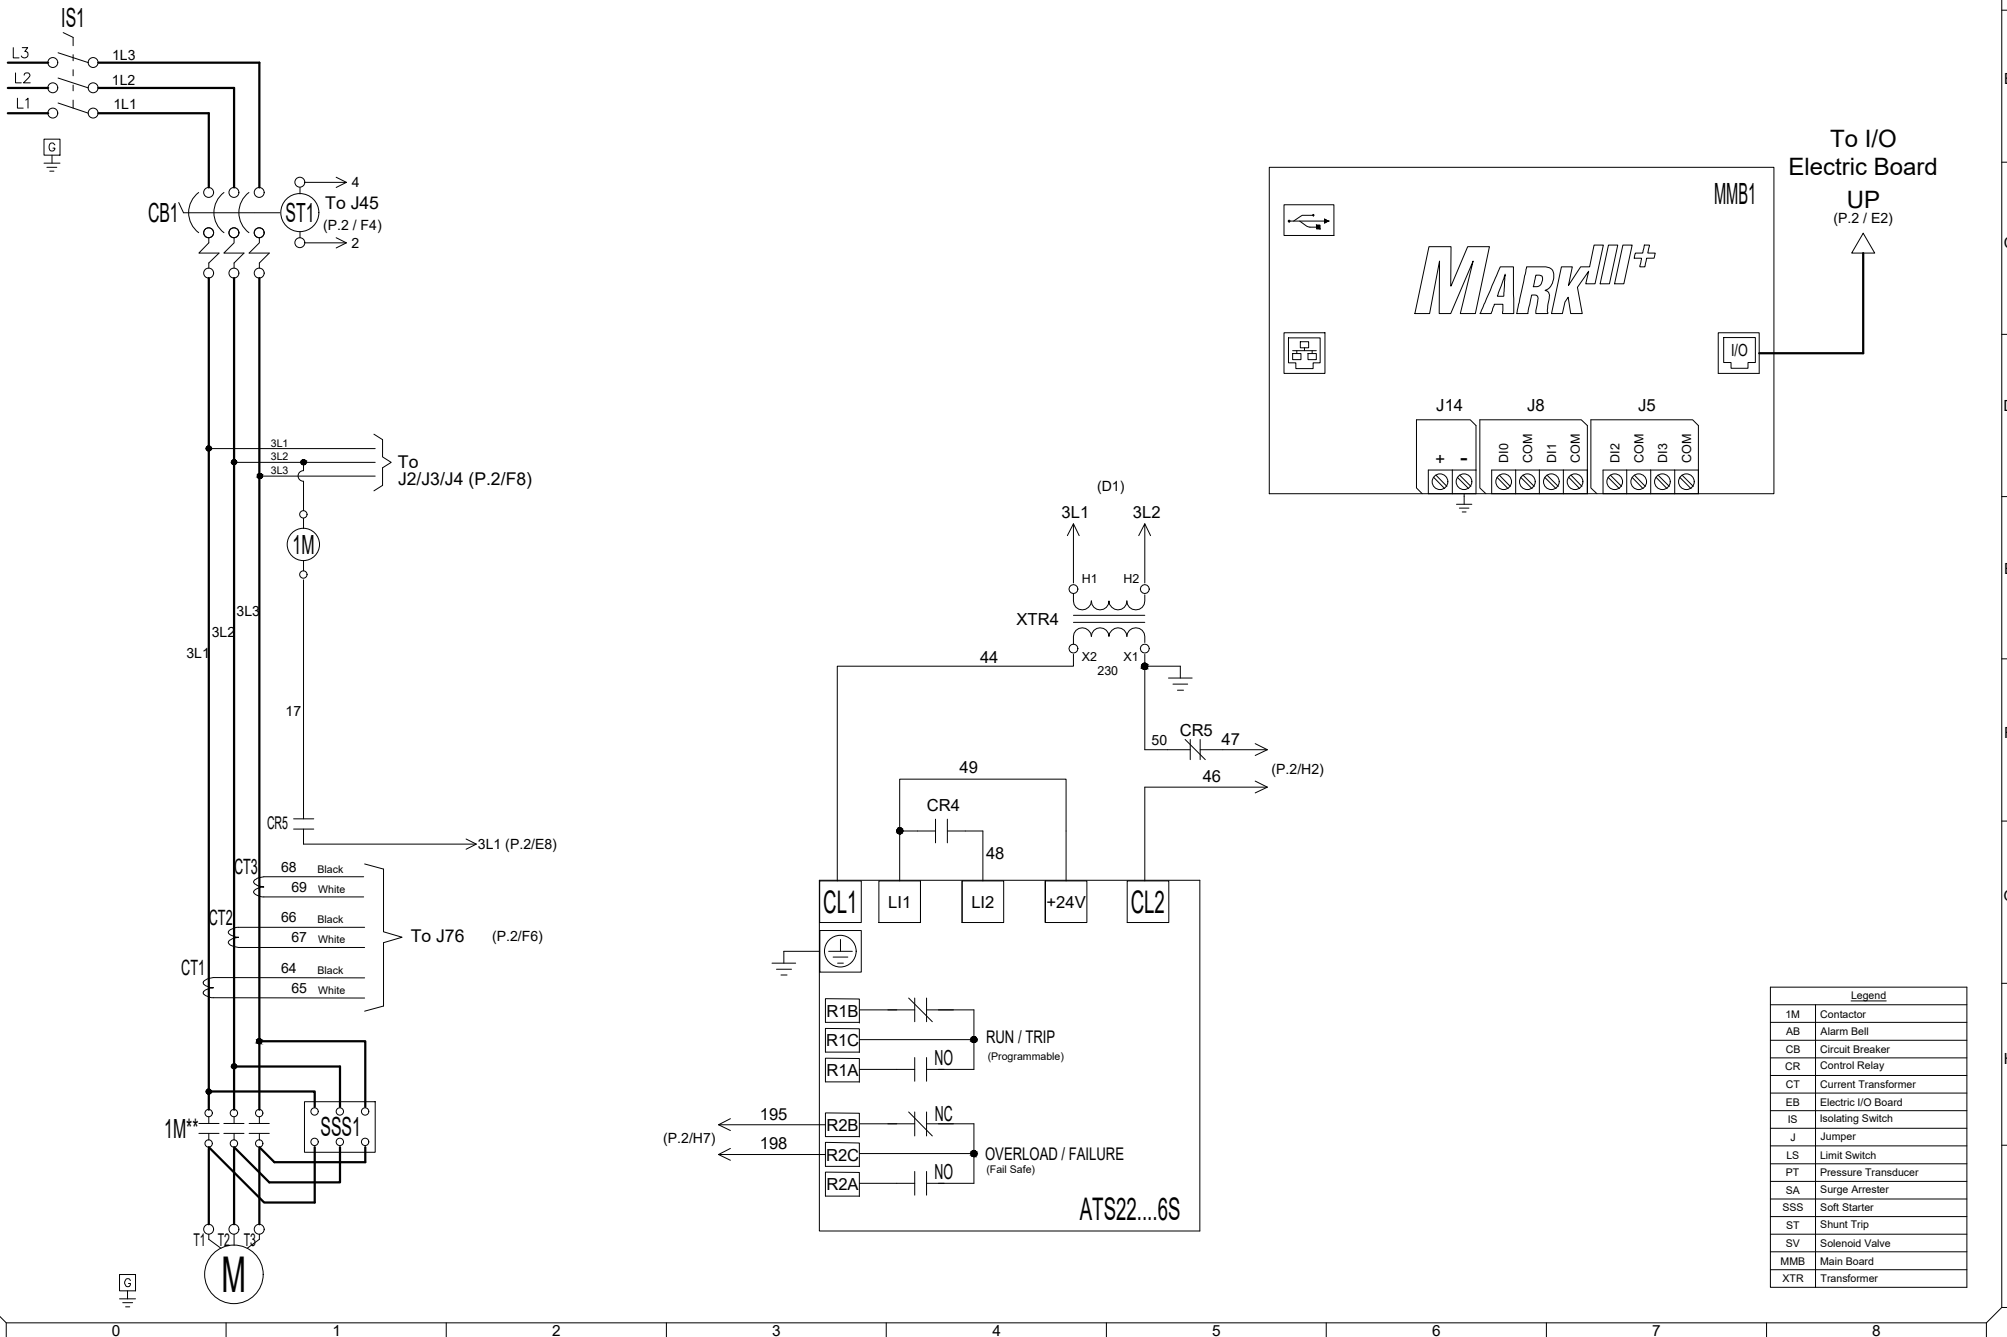 IS1
L3
1L3
L2
1L2
L1
1L1
G
CB1
ST1
4
To J45
(P.2 / F4)
2
3L1
3L2
3L3
To
J2/J3/J4 (P.2/F8)
1M
3L3
3L2
3L1
17
CR5
3L1 (P.2/E8)
CT3
68 Black
69 White
CT2
66 Black
67 White
To J76 (P.2/F6)
CT1
64 Black
65 White
1M**
SSS1
T1 T2 T3
M
G
(D1)
3L1 3L2
H1 H2
XTR4
X2 X1
230
44
50
CR5
47
(P.2/H2)
46
49
CR4
48
CL1
LI1
LI2
+24V
CL2
R1B
R1C
R1A
NO
RUN / TRIP
(Programmable)
195
198
(P.2/H7)
R2B
R2C
R2A
NC
NO
OVERLOAD / FAILURE
(Fail Safe)
ATS22....6S
MMB1
MARK III+
I/O
J14
J8
J5
+
-
DI0
COM
DI1
COM
DI2
COM
DI3
COM
To I/O
Electric Board
UP
(P.2 / E2)
Legend
1M Contactor
AB Alarm Bell
CB Circuit Breaker
CR Control Relay
CT Current Transformer
EB Electric I/O Board
IS Isolating Switch
J Jumper
LS Limit Switch
PT Pressure Transducer
SA Surge Arrester
SSS Soft Starter
ST Shunt Trip
SV Solenoid Valve
MMB Main Board
XTR Transformer
0 1 2 3 4 5 6 7 8